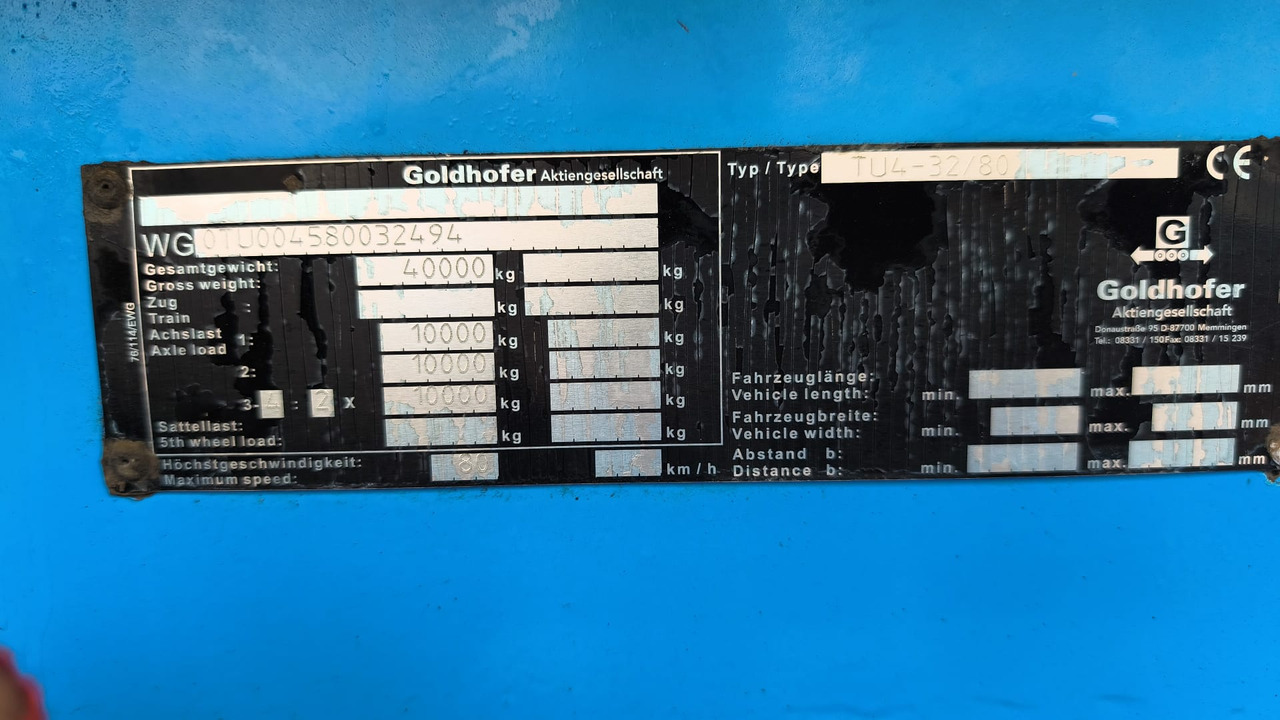 Goldhofer Aktiengesellschaft
WG0TU004580032494
Gesamtgewicht: 40000 kg kg
Gross weight:
Zug : kg kg
Train
Achslast 1: 10000 kg kg
Axle load
2: 10000 kg kg
3-4 : 2 X 10000 kg kg
Sattellast: kg kg
5th wheel load:
Höchstgeschwindigkeit: 80 km/h
Maximum speed:
76/114/EWG
Typ / Type TU4-32/80 -
CE
G
Goldhofer
Aktiengesellschaft
Donaustraße 95 D-87700 Memmingen
Tel.: 08331 / 150 Fax: 08331 / 15 239
Fahrzeuglänge:
Vehicle length: min. max. mm
Fahrzeugbreite:
Vehicle width: min. max. mm
Abstand b:
Distance b: min. max. mm